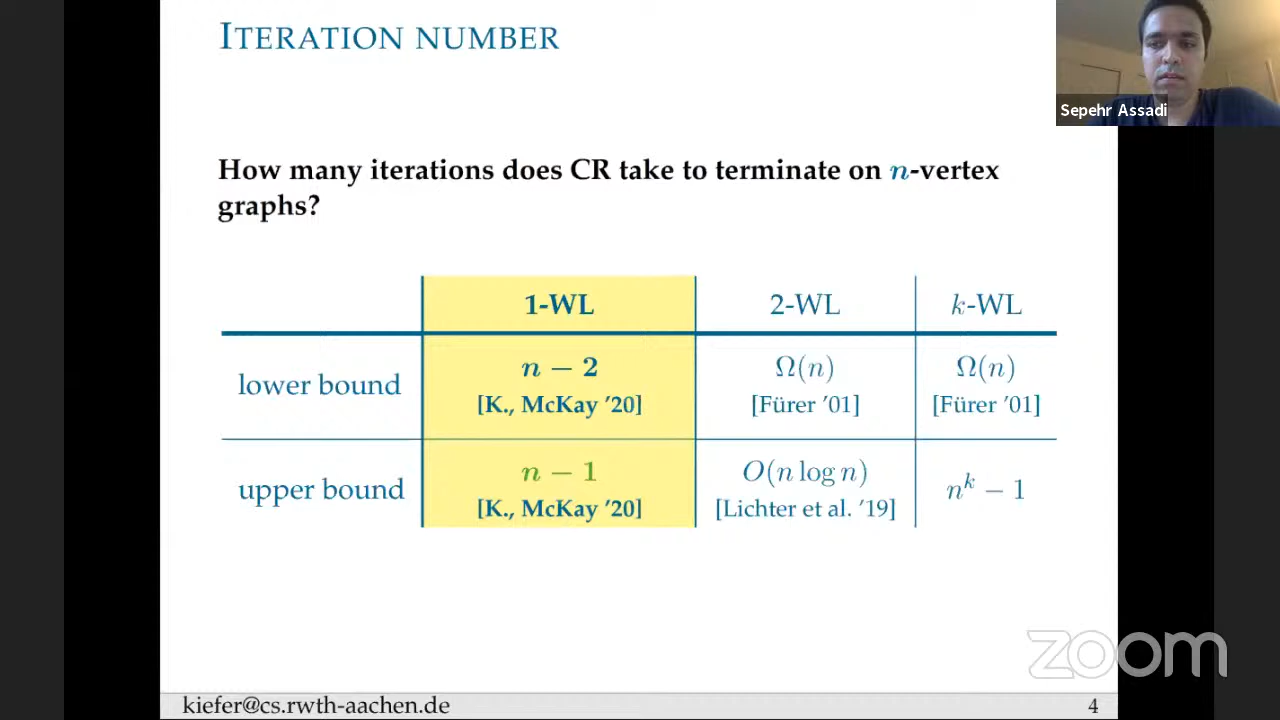 ITERATION NUMBER
Sepehr Assadi
How many iterations does CR take to terminate on n-vertex
graphs?
1-WL 2-WL k-WL
lower bound
n − 2 Ω(n) Ω(n)
[K., McKay '20] [Fürer '01] [Fürer '01]
upper bound
n − 1 O(n log n) nᵏ − 1
[K., McKay '20] [Lichter et al. '19]
zoom
kiefer@cs.rwth-aachen.de 4